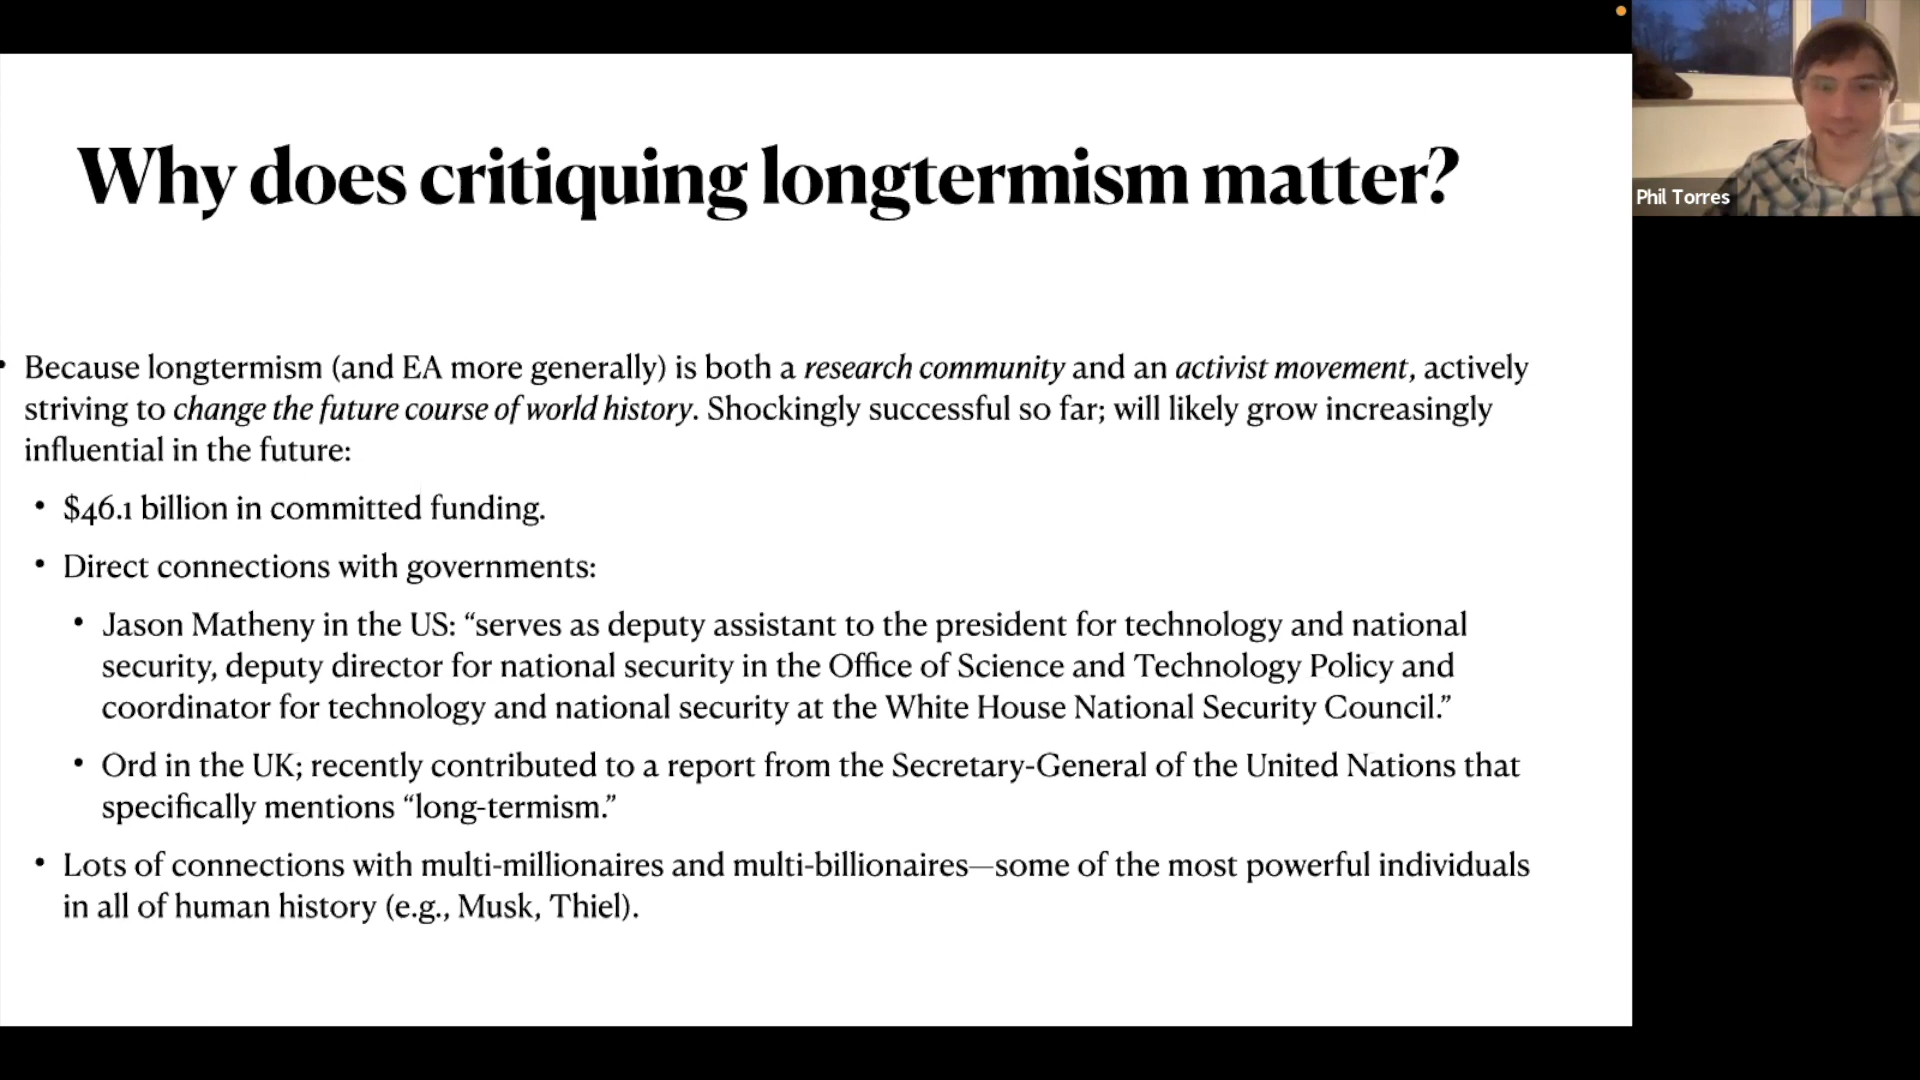 Why does critiquing longtermism matter?
• Because longtermism (and EA more generally) is both a research community and an activist movement, actively
striving to change the future course of world history. Shockingly successful so far; will likely grow increasingly
influential in the future:
• $46.1 billion in committed funding.
• Direct connections with governments:
• Jason Matheny in the US: “serves as deputy assistant to the president for technology and national
security, deputy director for national security in the Office of Science and Technology Policy and
coordinator for technology and national security at the White House National Security Council.”
• Ord in the UK; recently contributed to a report from the Secretary-General of the United Nations that
specifically mentions “long-termism.”
• Lots of connections with multi-millionaires and multi-billionaires—some of the most powerful individuals
in all of human history (e.g., Musk, Thiel).
Phil Torres